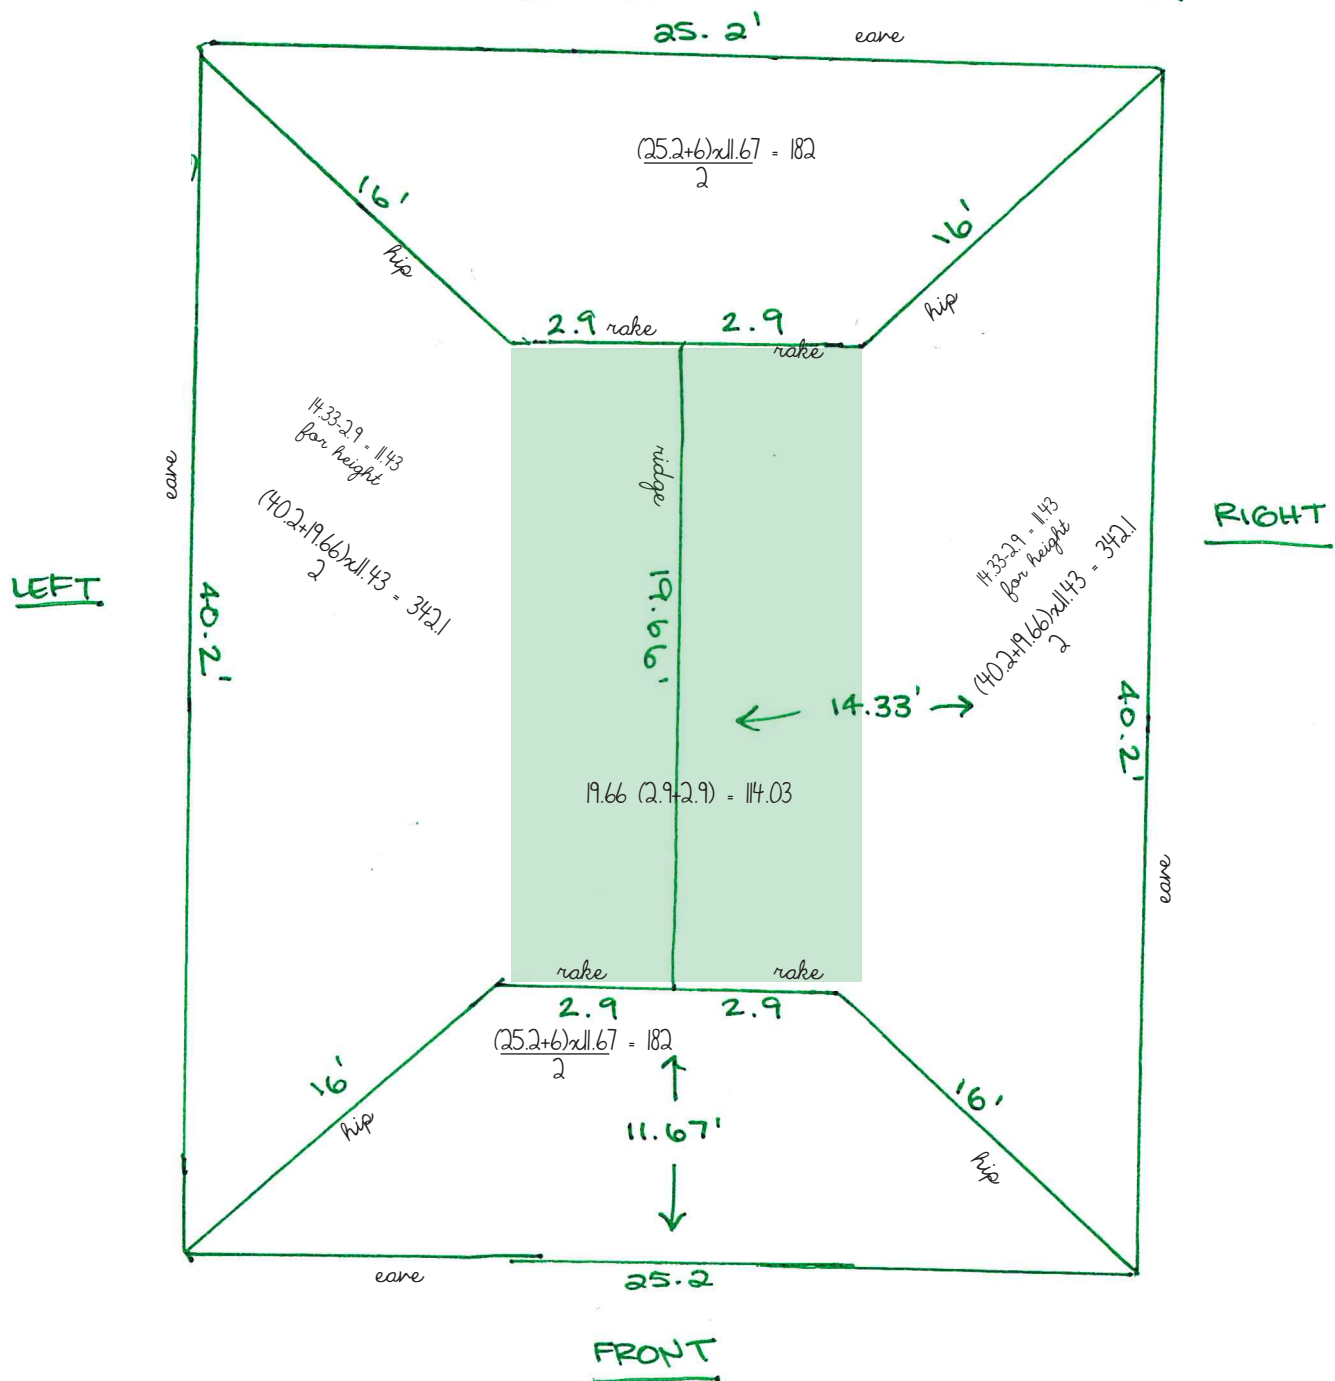 25.2'
eave
(25.2+6)x11.67 = 182
2
16'
hip
16'
hip
2.9 rake
2.9
rake
14.33-2.9 = 11.43
for height
(40.2+19.66)x11.43 = 342.1
2
eave
LEFT
40.2'
ridge
19.66'
14.33-2.9 = 11.43
for height
(40.2+19.66)x11.43 = 342.1
2
RIGHT
14.33'
40.2'
19.66 (2.9+2.9) = 114.03
eave
rake
rake
2.9
2.9
(25.2+6)x11.67 = 182
2
16'
hip
11.67'
16'
hip
eave
25.2
FRONT